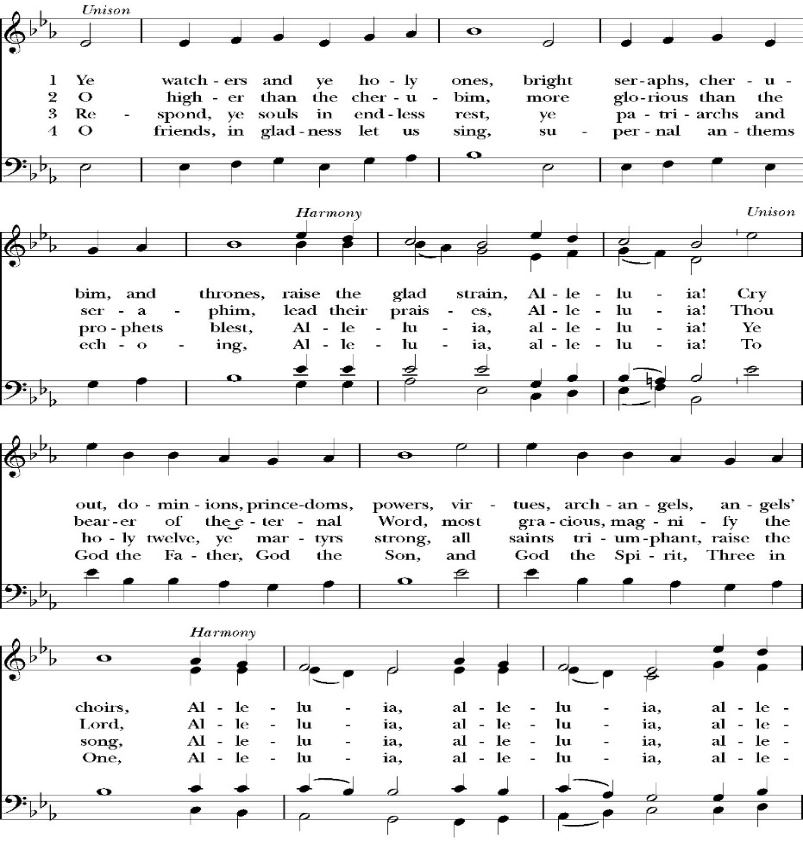 Unison
1 Ye watch - ers and ye ho - ly ones, bright ser - aphs, cher - u -
2 O high - er than the cher - u - bim, more glo - rious than the
3 Re - spond, ye souls in end - less rest, ye pa - tri - archs and
4 O friends, in glad - ness let us sing, su - per - nal an - thems
Harmony Unison
bim, and thrones, raise the glad strain, Al - le - lu - ia! Cry
ser - a - phim, lead their prais - es, Al - le - lu - ia! Thou
pro - phets blest, Al - le - lu - ia, al - le - lu - ia! Ye
ech - o - ing, Al - le - lu - ia, al - le - lu - ia! To
out, do - min - ions, prince - doms, powers, vir - tues, arch - an - gels, an - gels’
bear - er of the e - ter - nal Word, most gra - cious, mag - ni - fy the
ho - ly twelve, ye mar - tyrs strong, all saints tri - um - phant, raise the
God the Fa - ther, God the Son, and God the Spi - rit, Three in
Harmony
choirs, Al - le - lu - ia, al - le - lu - ia, al - le -
Lord, Al - le - lu - ia, al - le - lu - ia, al - le -
song, Al - le - lu - ia, al - le - lu - ia, al - le -
One, Al - le - lu - ia, al - le - lu - ia, al - le -